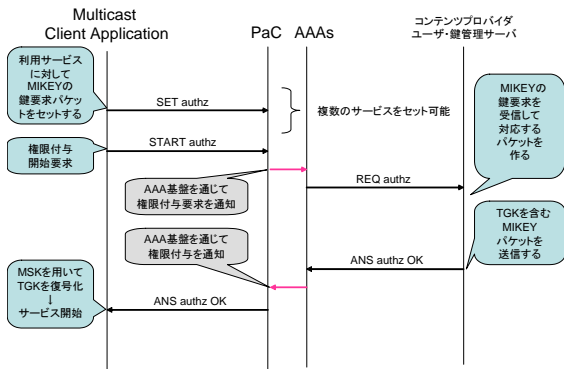 Multicast
Client Application
PaC
AAAs
コンテンツプロバイダ
ユーザ・鍵管理サーバ
利用サービス
に対して
MIKEYの
鍵要求パケッ
トをセットする
SET authz
複数のサービスをセット可能
MIKEYの
鍵要求を
受信して
対応する
パケットを
作る
権限付与
開始要求
START authz
AAA基盤を通じて
権限付与要求を通知
REQ authz
AAA基盤を通じて
権限付与を通知
TGKを含む
MIKEY
パケットを
送信する
ANS authz OK
MSKを用いて
TGKを復号化
↓
サービス開始
ANS authz OK